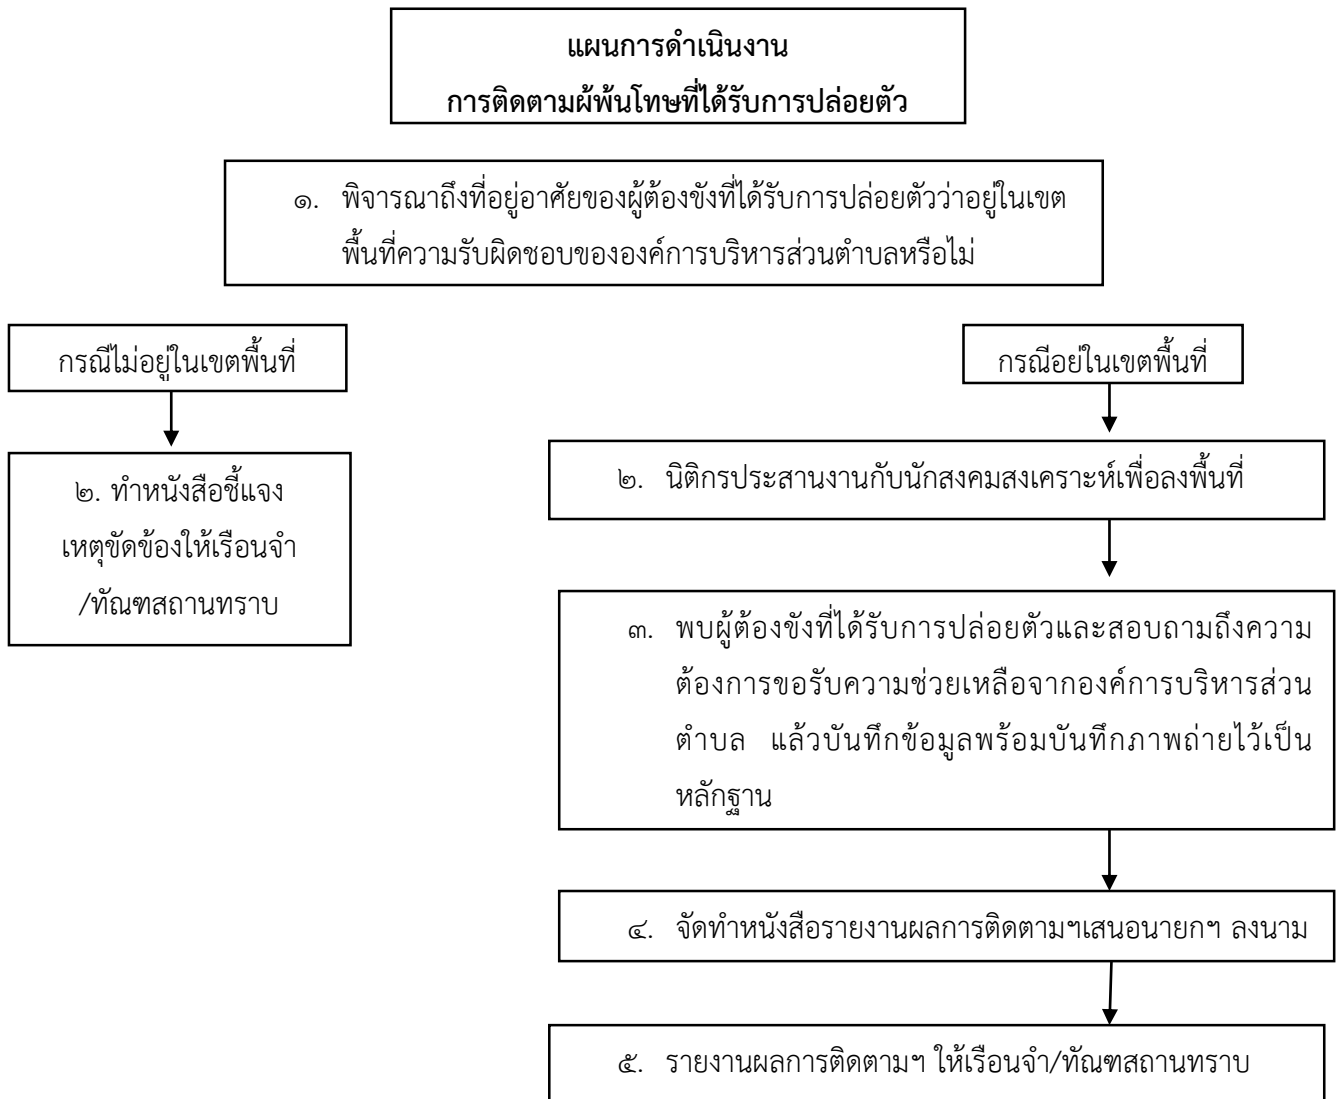 แผนการดำเนินงาน
การติดตามผู้พ้นโทษที่ได้รับการปล่อยตัว
๑. พิจารณาถึงที่อยู่อาศัยของผู้ต้องขังที่ได้รับการปล่อยตัวว่าอยู่ในเขต
พื้นที่ความรับผิดชอบขององค์การบริหารส่วนตำบลหรือไม่
กรณีไม่อยู่ในเขตพื้นที่
๒. ทำหนังสือชี้แจง
เหตุขัดข้องให้เรือนจำ
/ทัณฑสถานทราบ
กรณีอยู่ในเขตพื้นที่
๒. นิติกรประสานงานกับนักสงคมสงเคราะห์เพื่อลงพื้นที่
๓. พบผู้ต้องขังที่ได้รับการปล่อยตัวและสอบถามถึงความ
ต้องการขอรับความช่วยเหลือจากองค์การบริหารส่วน
ตำบล แล้วบันทึกข้อมูลพร้อมบันทึกภาพถ่ายไว้เป็น
หลักฐาน
๔. จัดทำหนังสือรายงานผลการติดตามฯเสนอนายกฯ ลงนาม
๕. รายงานผลการติดตามฯ ให้เรือนจำ/ทัณฑสถานทราบ